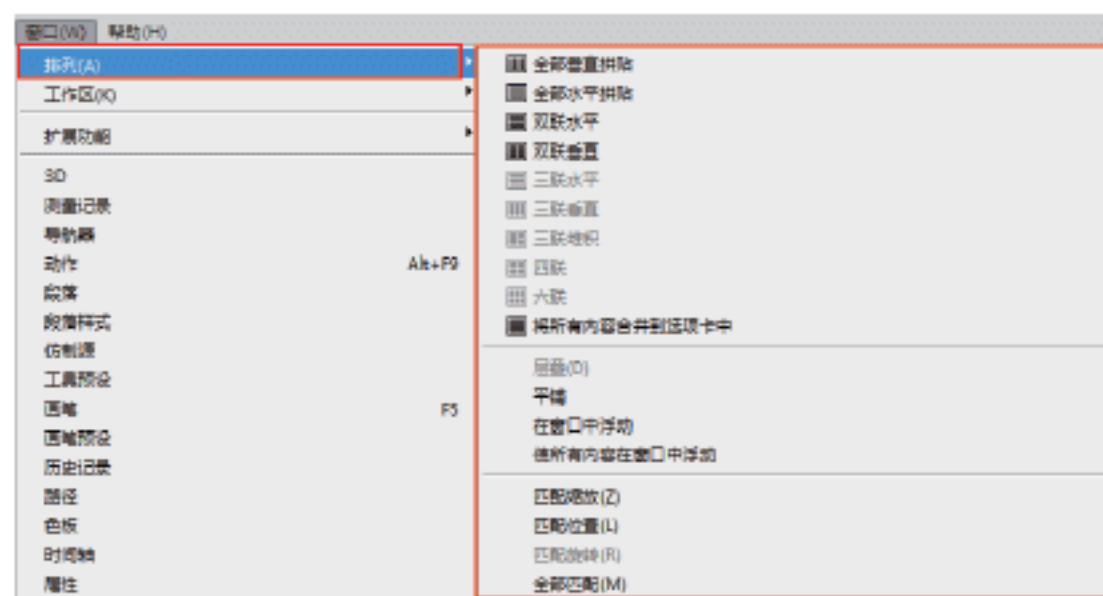 窗口(W) 帮助(H)
排列(A)
工作区(K)
扩展功能
3D
测量记录
导航器
动作 Alt+F9
段落
段落样式
仿制源
工具预设
画笔 F5
画笔预设
历史记录
路径
色板
时间轴
属性
全部垂直拼贴
全部水平拼贴
双联水平
双联垂直
三联水平
三联垂直
三联堆积
四联
六联
将所有内容合并到选项卡中
层叠(D)
平铺
在窗口中浮动
使所有内容在窗口中浮动
匹配缩放(Z)
匹配位置(L)
匹配旋转(R)
全部匹配(M)